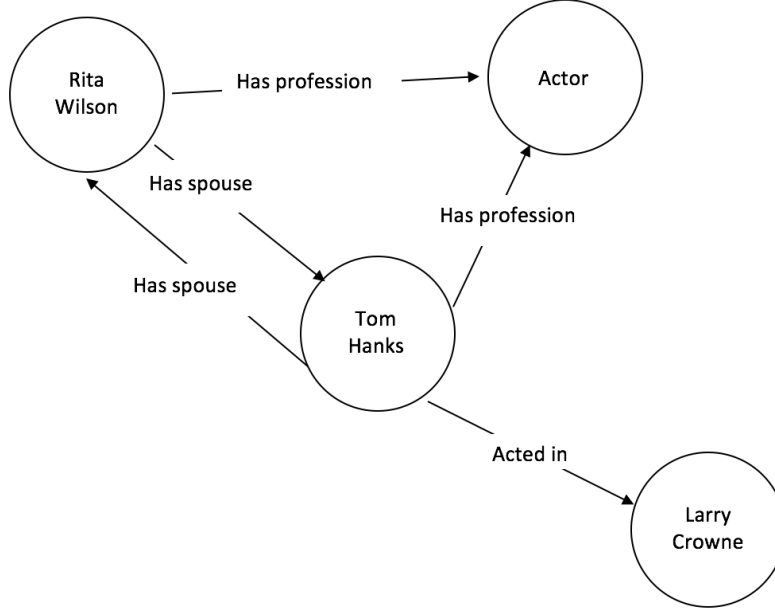 Rita
Wilson
Has profession
Actor
Has spouse
Has profession
Has spouse
Tom
Hanks
Acted in
Larry
Crowne